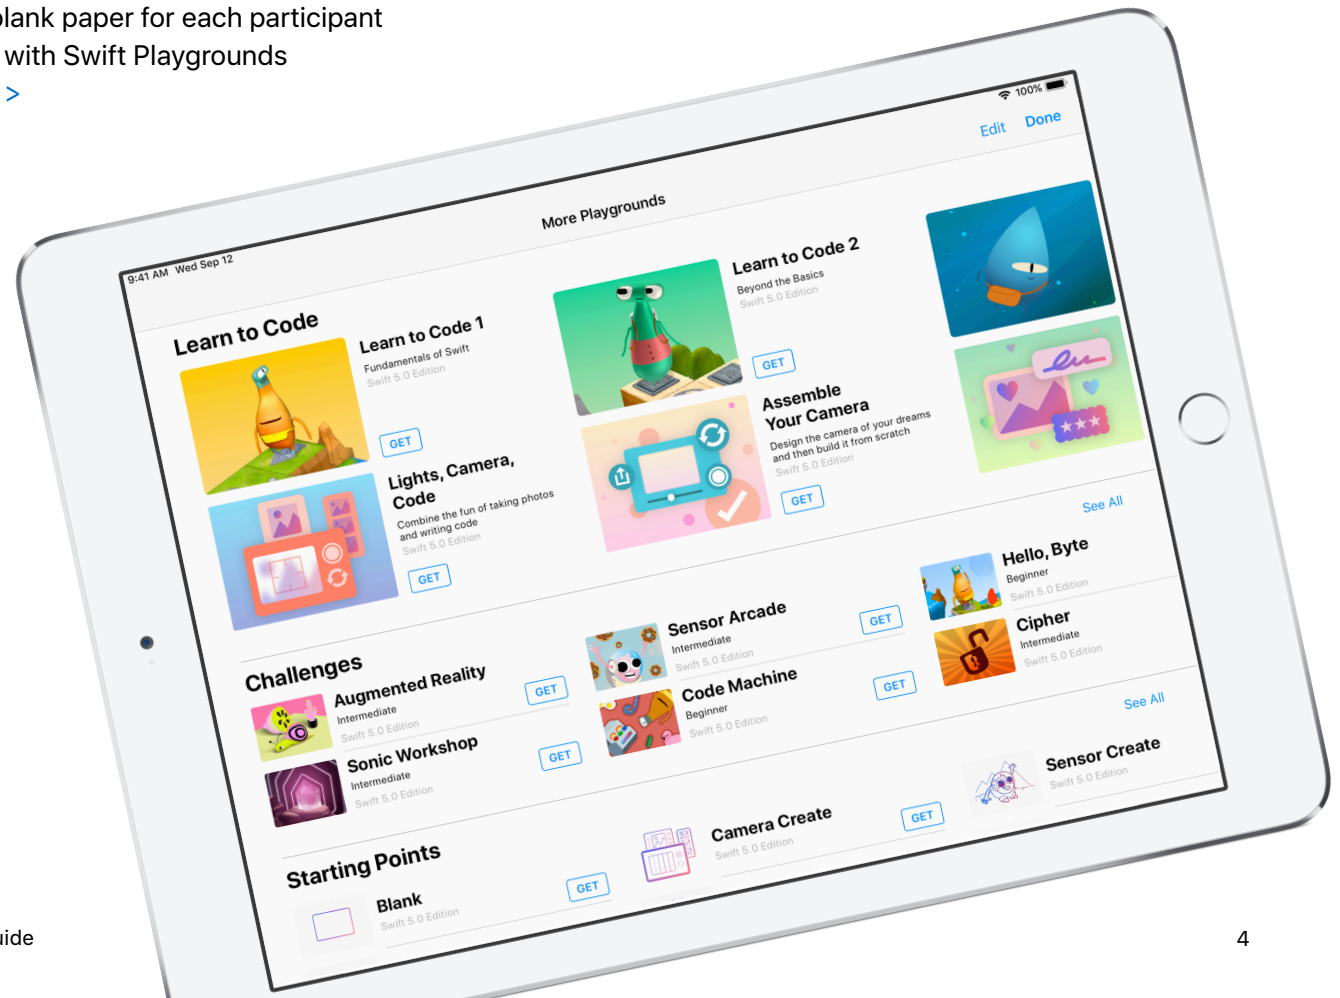 lank paper for each participant
with Swift Playgrounds
>
9:41 AM Wed Sep 12
100%
More Playgrounds
Edit Done
Learn to Code
Learn to Code 1
Fundamentals of Swift
Swift 5.0 Edition
GET
Learn to Code 2
Beyond the Basics
Swift 5.0 Edition
GET
Lights, Camera,
Code
Combine the fun of taking photos
and writing code
Swift 5.0 Edition
GET
Assemble
Your Camera
Design the camera of your dreams
and then build it from scratch
Swift 5.0 Edition
GET
See All
Challenges
Augmented Reality
Intermediate
Swift 5.0 Edition
GET
Sensor Arcade
Intermediate
Swift 5.0 Edition
GET
Hello, Byte
Beginner
Swift 5.0 Edition
Sonic Workshop
Intermediate
Swift 5.0 Edition
GET
Code Machine
Beginner
Swift 5.0 Edition
GET
Cipher
Intermediate
Swift 5.0 Edition
See All
Starting Points
Blank
Swift 5.0 Edition
GET
Camera Create
Swift 5.0 Edition
GET
Sensor Create
Swift 5.0 Edition
uide
4